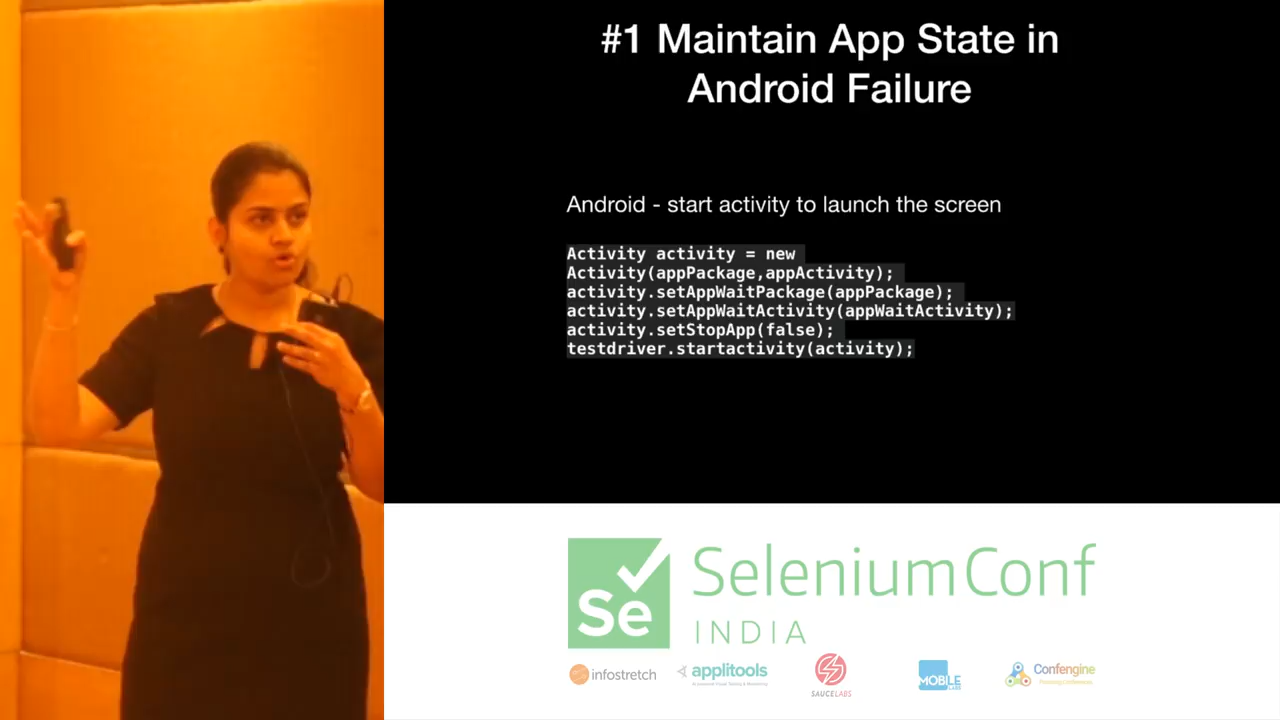 #1 Maintain App State in
Android Failure
Android - start activity to launch the screen
Activity activity = new
Activity(appPackage,appActivity);
activity.setAppWaitPackage(appPackage);
activity.setAppWaitActivity(appWaitActivity);
activity.setStopApp(false);
testdriver.startactivity(activity);
Se
SeleniumConf
INDIA
infostretch
applitools
SAUCELABS
MOBILE
Confengine